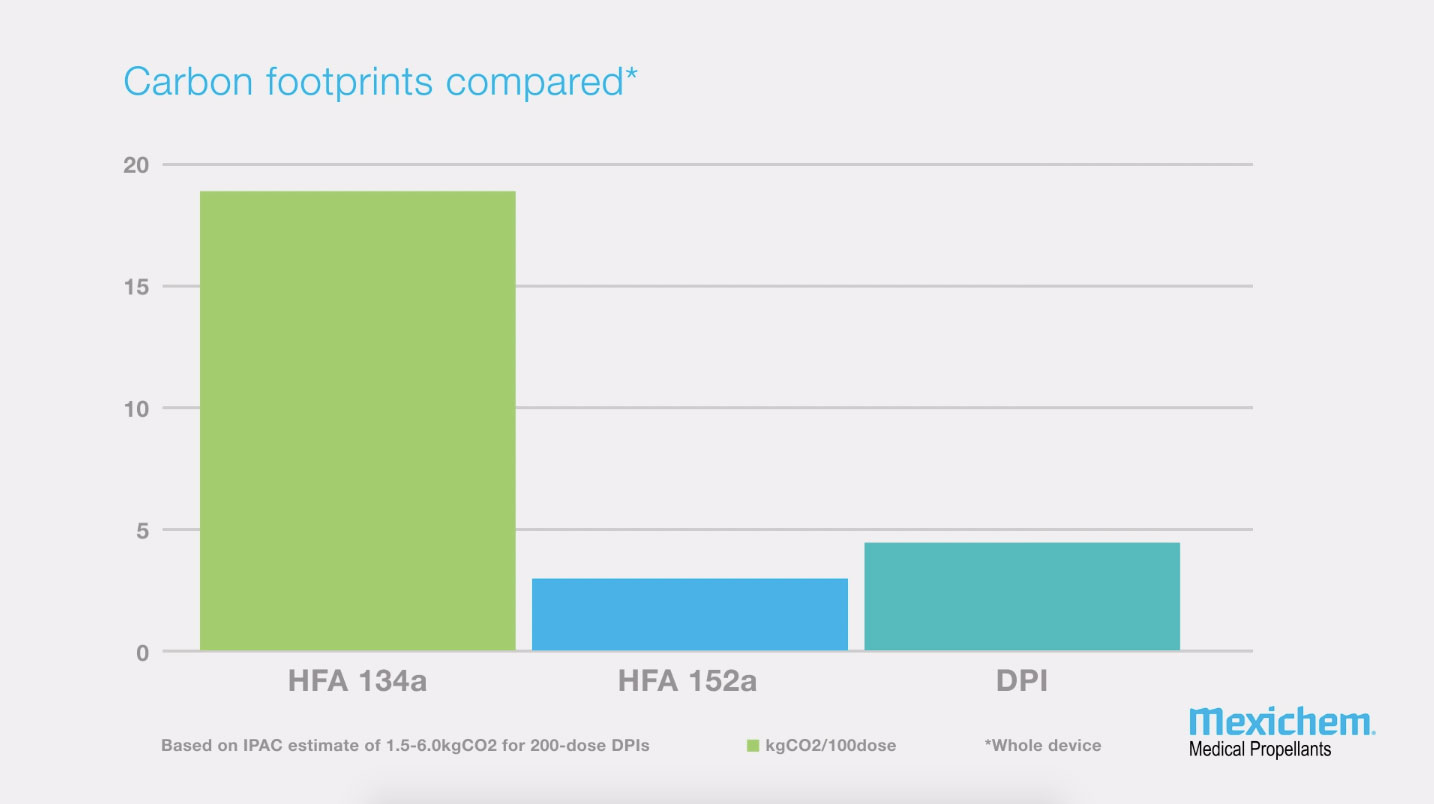 Carbon footprints compared*
20
15
10
5
0
HFA 134a
HFA 152a
DPI
Based on IPAC estimate of 1.5-6.0kgCO2 for 200-dose DPIs
kgCO2/100dose
*Whole device
mexichem.
Medical Propellants